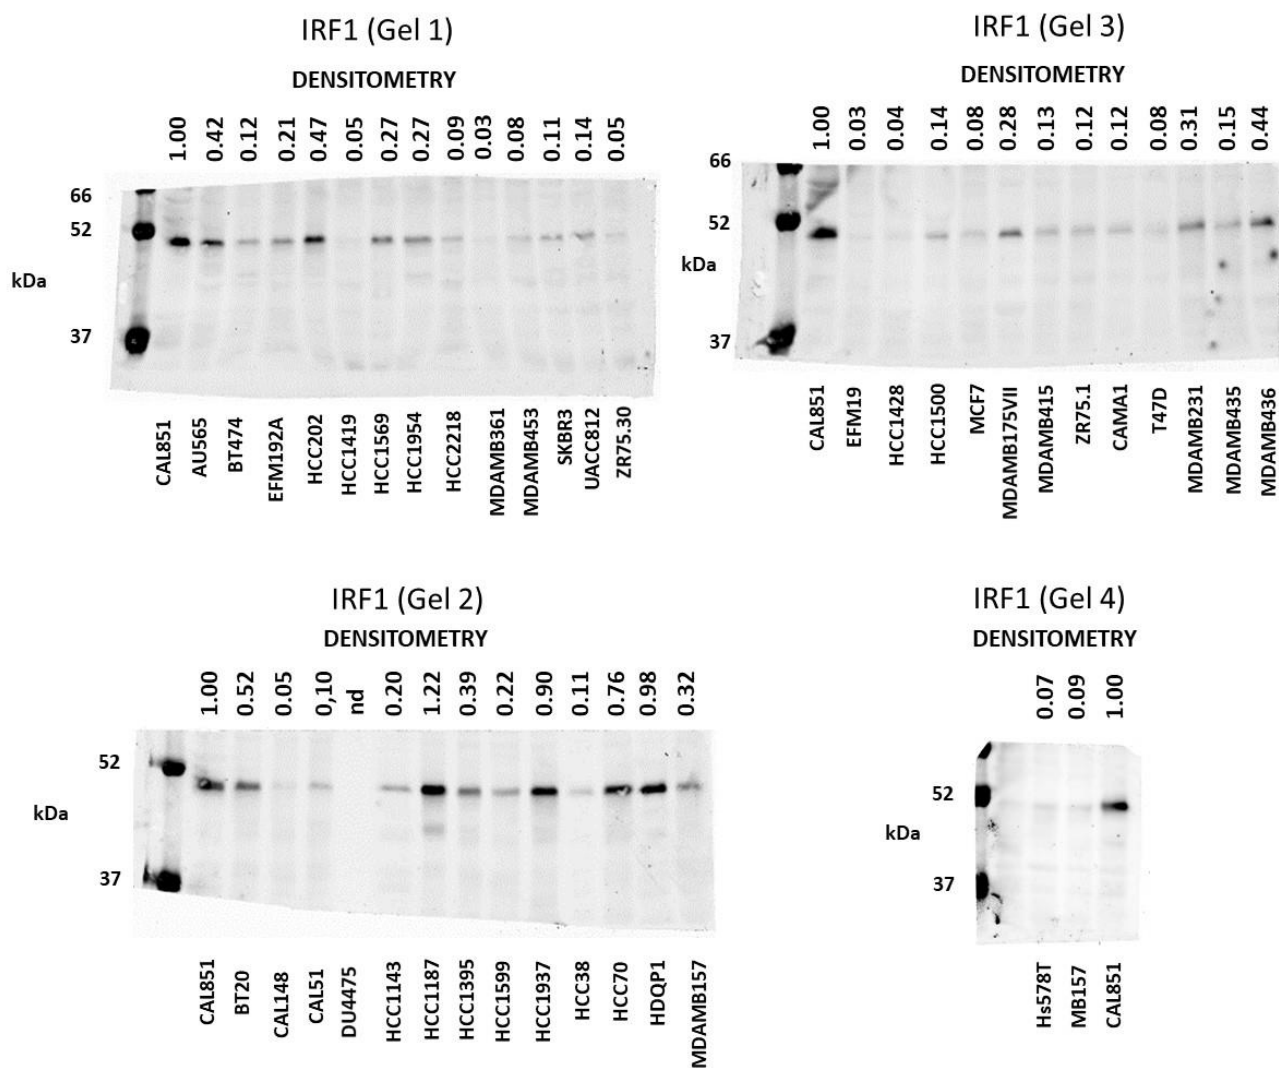 IRF1 (Gel 1)
DENSITOMETRY
1.00 0.42 0.12 0.21 0.47 0.05 0.27 0.27 0.09 0.03 0.08 0.11 0.14 0.05
66
52
kDa
37
CAL851 AU565 BT474 EFM192A HCC202 HCC1419 HCC1569 HCC1954 HCC2218 MDAMB361 MDAMB453 SKBR3 UACC812 ZR75.30
IRF1 (Gel 3)
DENSITOMETRY
1.00 0.03 0.04 0.14 0.08 0.28 0.13 0.12 0.12 0.08 0.31 0.15 0.44
66
52
kDa
37
CAL851 EFM19 HCC1428 HCC1500 MCF7 MDAMB175VII MDAMB415 ZR75.1 CAMA1 T47D MDAMB231 MDAMB435 MDAMB436
IRF1 (Gel 2)
DENSITOMETRY
1.00 0.52 0.05 0,10 nd 0.20 1.22 0.39 0.22 0.90 0.11 0.76 0.98 0.32
52
kDa
37
CAL851 BT20 CAL148 CAL51 DU4475 HCC1143 HCC1187 HCC1395 HCC1599 HCC1937 HCC38 HCC70 HDQP1 MDAMB157
IRF1 (Gel 4)
DENSITOMETRY
0.07 0.09 1.00
52
kDa
37
Hs578T MB157 CAL851